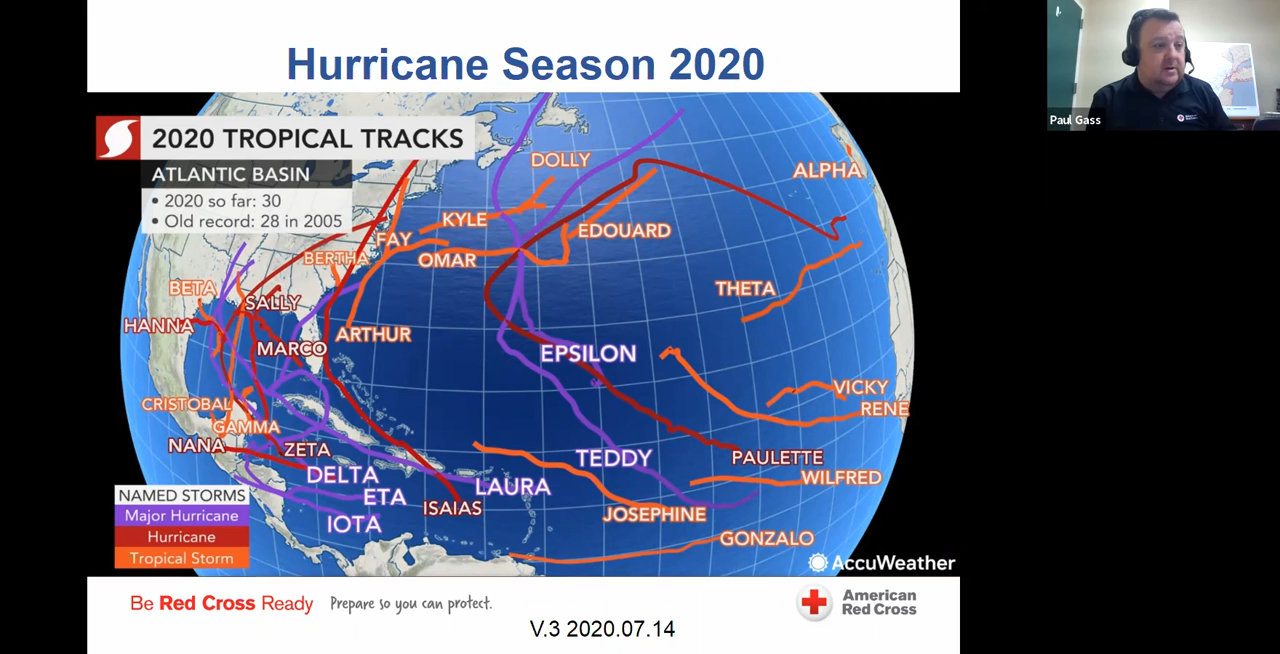 Hurricane Season 2020
Paul Gass
2020 TROPICAL TRACKS
ATLANTIC BASIN
• 2020 so far: 30
• Old record: 28 in 2005
DOLLY
ALPHA
KYLE
EDOUARD
FAY
OMAR
BERTHA
BETA
SALLY
THETA
HANNA
ARTHUR
MARCO
EPSILON
VICKY
CRISTOBAL
RENE
GAMMA
NANA
ZETA
TEDDY
PAULETTE
DELTA
WILFRED
LAURA
ETA
ISAIAS
JOSEPHINE
IOTA
GONZALO
NAMED STORMS
Major Hurricane
Hurricane
Tropical Storm
AccuWeather
Be Red Cross Ready
Prepare so you can protect.
American
Red Cross
V.3 2020.07.14